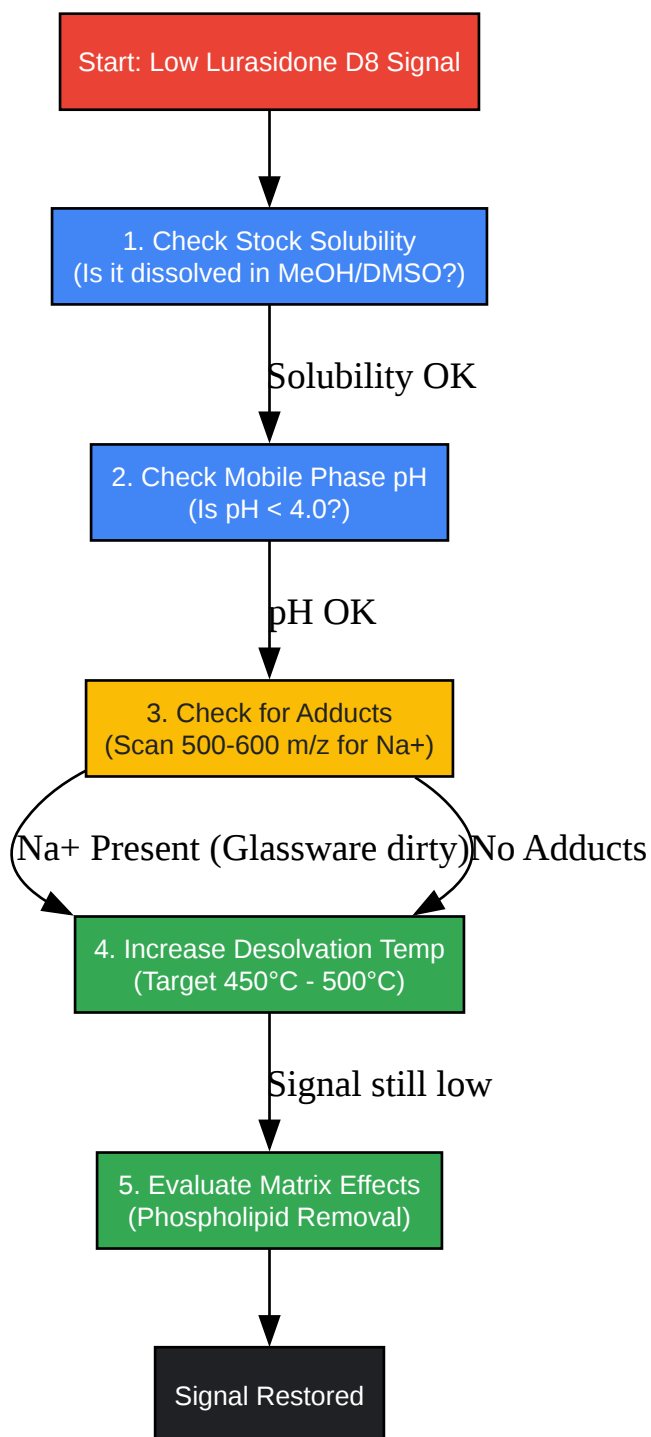 Start: Low Lurasidone D8 Signal
1. Check Stock Solubility
(Is it dissolved in MeOH/DMSO?)
Solubility OK
2. Check Mobile Phase pH
(Is pH < 4.0?)
pH OK
3. Check for Adducts
(Scan 500-600 m/z for Na+)
Na+ Present (Glassware dirty)
No Adducts
4. Increase Desolvation Temp
(Target 450°C - 500°C)
Signal still low
5. Evaluate Matrix Effects
(Phospholipid Removal)
Signal Restored